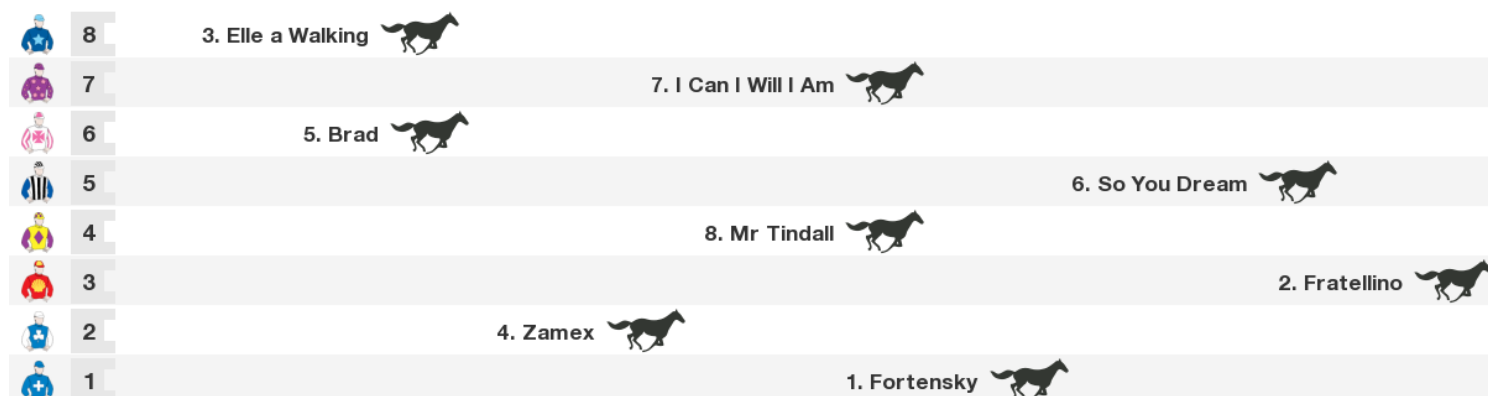 8 3. Elle a Walking
7 7. I Can I Will I Am
6 5. Brad
5 6. So You Dream
4 8. Mr Tindall
3 2. Fratellino
2 4. Zamex
1 1. Fortensky